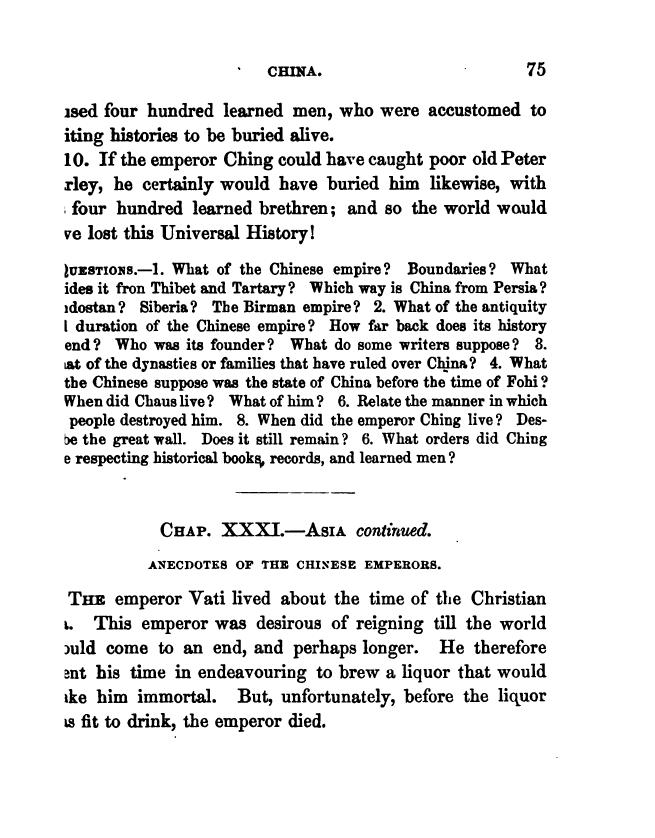 CHINA. 75
ised four hundred learned men, who were accustomed to
iting histories to be buried alive.
10. If the emperor Ching could have caught poor old Peter
rley, he certainly would have buried him likewise, with
four hundred learned brethren; and so the world would
ve lost this Universal History!
QUESTIONS.—1. What of the Chinese empire? Boundaries? What
ides it fron Thibet and Tartary? Which way is China from Persia?
idostan? Siberia? The Birman empire? 2. What of the antiquity
l duration of the Chinese empire? How far back does its history
end? Who was its founder? What do some writers suppose? 3.
at of the dynasties or families that have ruled over China? 4. What
the Chinese suppose was the state of China before the time of Fohi?
When did Chaus live? What of him? 6. Relate the manner in which
people destroyed him. 8. When did the emperor Ching live? Des-
be the great wall. Does it still remain? 6. What orders did Ching
e respecting historical books, records, and learned men?
CHAP. XXXI.—ASIA continued.
ANECDOTES OF THE CHINESE EMPERORS.
THE emperor Vati lived about the time of the Christian
a. This emperor was desirous of reigning till the world
ould come to an end, and perhaps longer. He therefore
ent his time in endeavouring to brew a liquor that would
ke him immortal. But, unfortunately, before the liquor
as fit to drink, the emperor died.